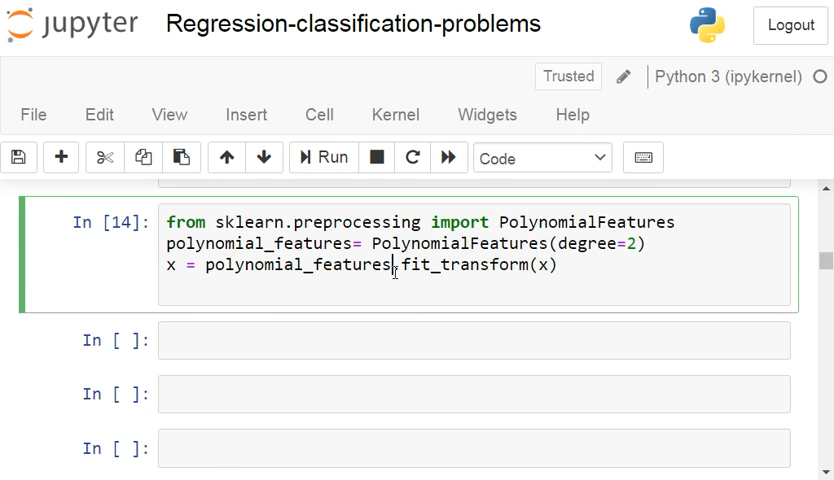 jupyter Regression-classification-problems Logout
Trusted Python 3 (ipykernel)
File Edit View Insert Cell Kernel Widgets Help
Run Code
In [14]: from sklearn.preprocessing import PolynomialFeatures
polynomial_features= PolynomialFeatures(degree=2)
x = polynomial_features.fit_transform(x)
In [ ]:
In [ ]:
In [ ]: